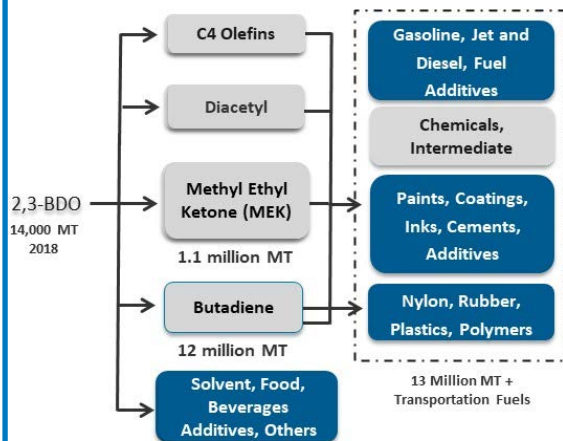 2,3-BDO
14,000 MT
2018
C4 Olefins
Diacetyl
Methyl Ethyl
Ketone (MEK)
1.1 million MT
Butadiene
12 million MT
Solvent, Food,
Beverages
Additives, Others
Gasoline, Jet and
Diesel, Fuel
Additives
Chemicals,
Intermediate
Paints, Coatings,
Inks, Cements,
Additives
Nylon, Rubber,
Plastics, Polymers
13 Million MT +
Transportation Fuels